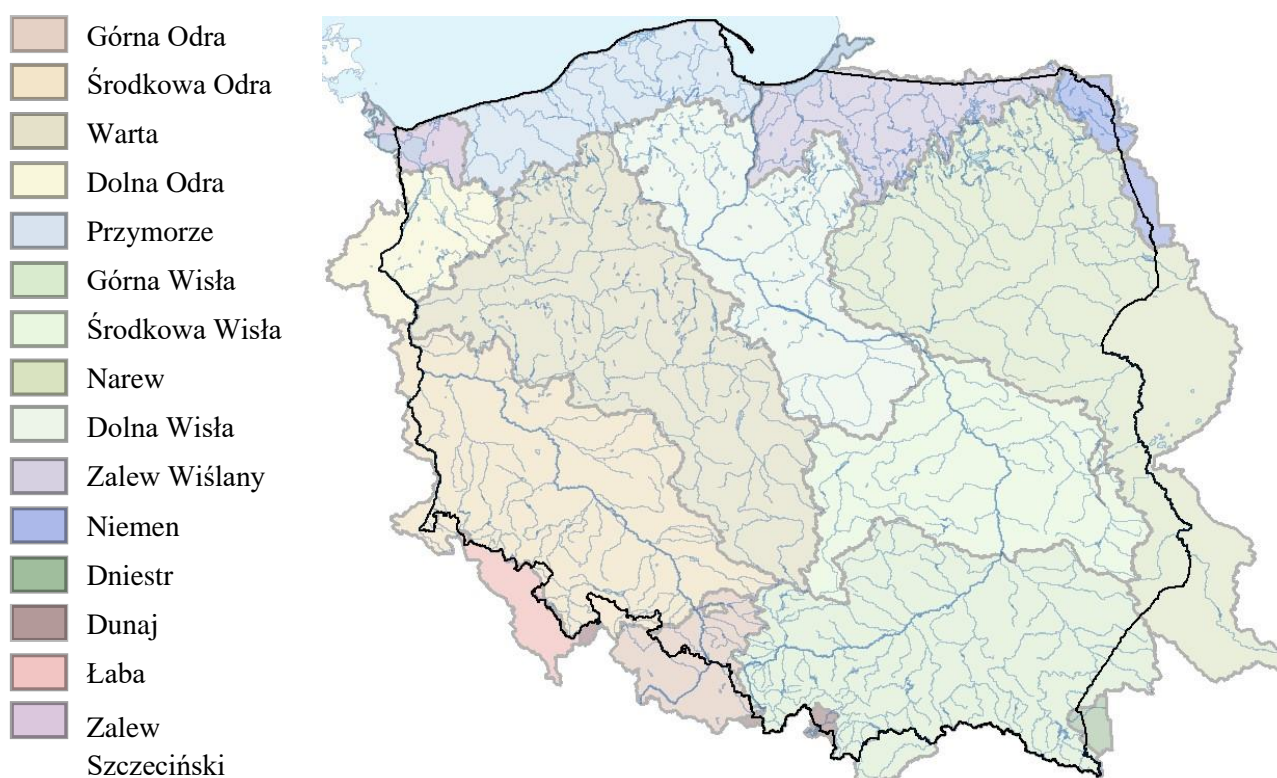 Górna Odra
Środkowa Odra
Warta
Dolna Odra
Przymorze
Górna Wisła
Środkowa Wisła
Narew
Dolna Wisła
Zalew Wiślany
Niemen
Dniestr
Dunaj
Łaba
Zalew
Szczeciński